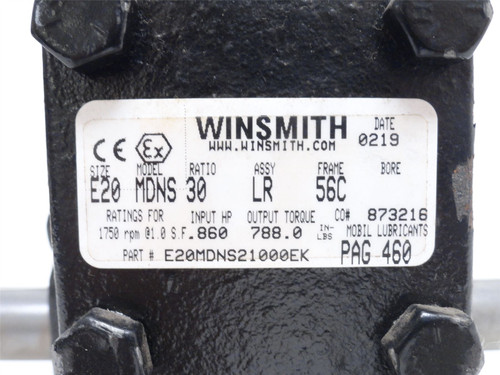 WINSMITH DATE
WWW.WINSMITH.COM 0219
CE Ex
SIZE MODEL RATIO ASSY FRAME BORE
E20 MDNS 30 LR 56C
RATINGS FOR INPUT HP OUTPUT TORQUE CO# 873216
1750 rpm @1.0 S.F. .860 788.0 IN-LBS MOBIL LUBRICANTS
PART # E20MDNS21000EK PAG 460